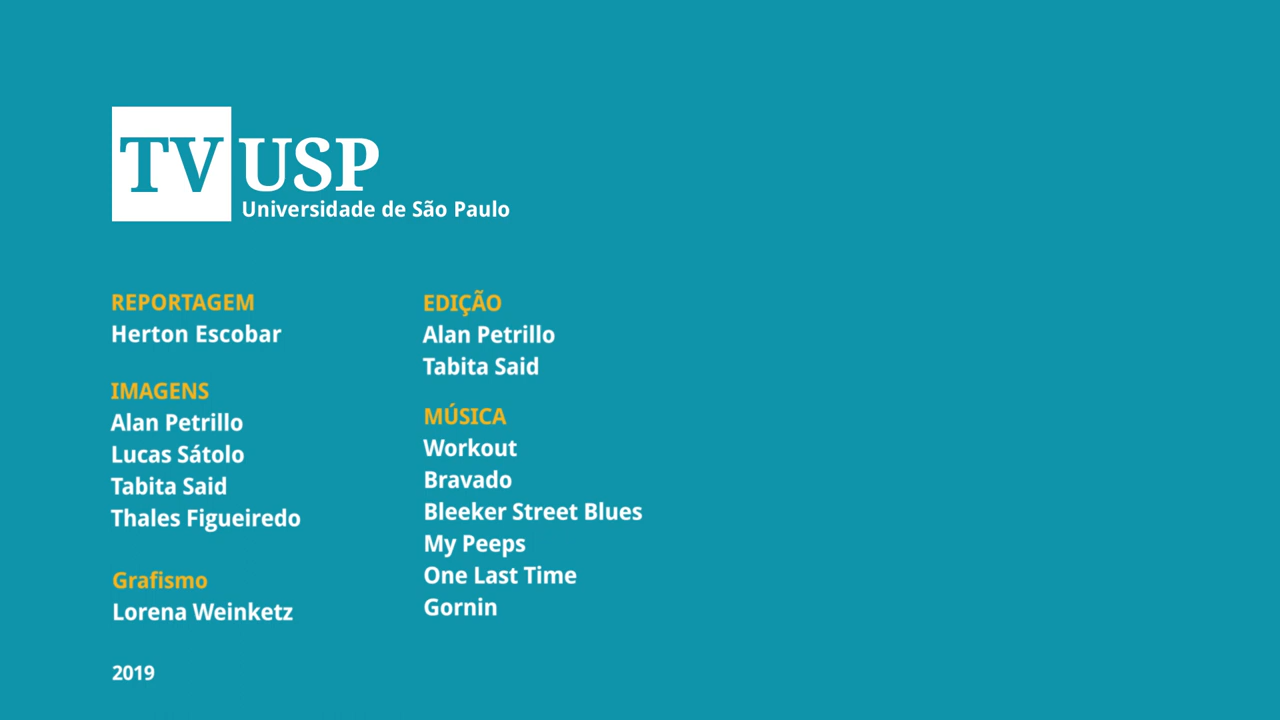 TV USP
Universidade de São Paulo
REPORTAGEM
Herton Escobar
IMAGENS
Alan Petrillo
Lucas Sátolo
Tabita Said
Thales Figueiredo
Grafismo
Lorena Weinketz
2019
EDIÇÃO
Alan Petrillo
Tabita Said
MÚSICA
Workout
Bravado
Bleeker Street Blues
My Peeps
One Last Time
Gornin